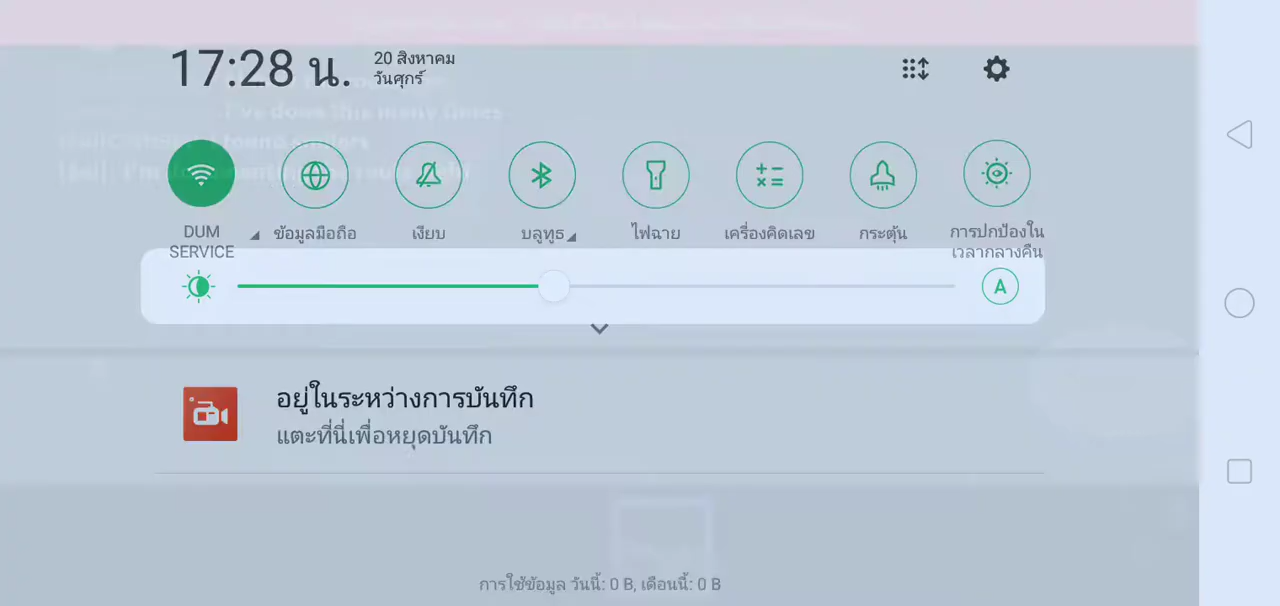 17:28 น.
20 สิงหาคม
วันศุกร์
I've done this many times
DUM
SERVICE
ข้อมูลมือถือ
เงียบ
บลูทูธ
ไฟฉาย
เครื่องคิดเลข
กระตุ้น
การปกป้องใน
เวลากลางคืน
A
อยู่ในระหว่างการบันทึก
แตะที่นี่เพื่อหยุดบันทึก
การใช้ข้อมูล วันนี้: 0 B, เดือนนี้: 0 B